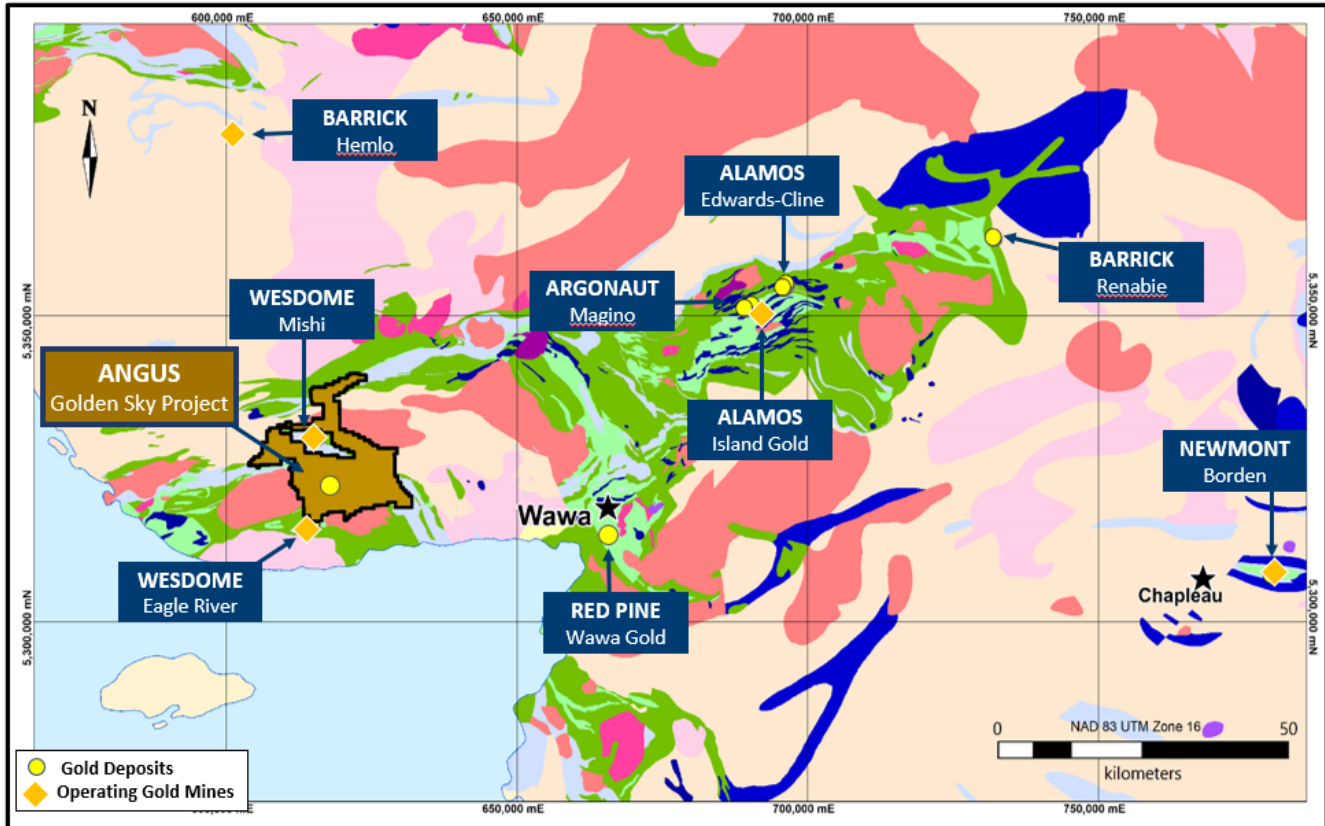 600,000 mE
650,000 mE
700,000 mE
750,000 mE
N
BARRICK
Hemlo
ALAMOS
Edwards-Cline
BARRICK
Renabie
WESDOME
Mishi
ARGONAUT
Magino
5,350,000 mN
5,350,000 mN
ANGUS
Golden Sky Project
ALAMOS
Island Gold
NEWMONT
Borden
Wawa
WESDOME
Eagle River
RED PINE
Wawa Gold
Chapleau
5,300,000 mN
5,300,000 mN
0
NAD 83 UTM Zone 16
50
kilometers
Gold Deposits
Operating Gold Mines
650,000 mE
700,000 mE
750,000 mE